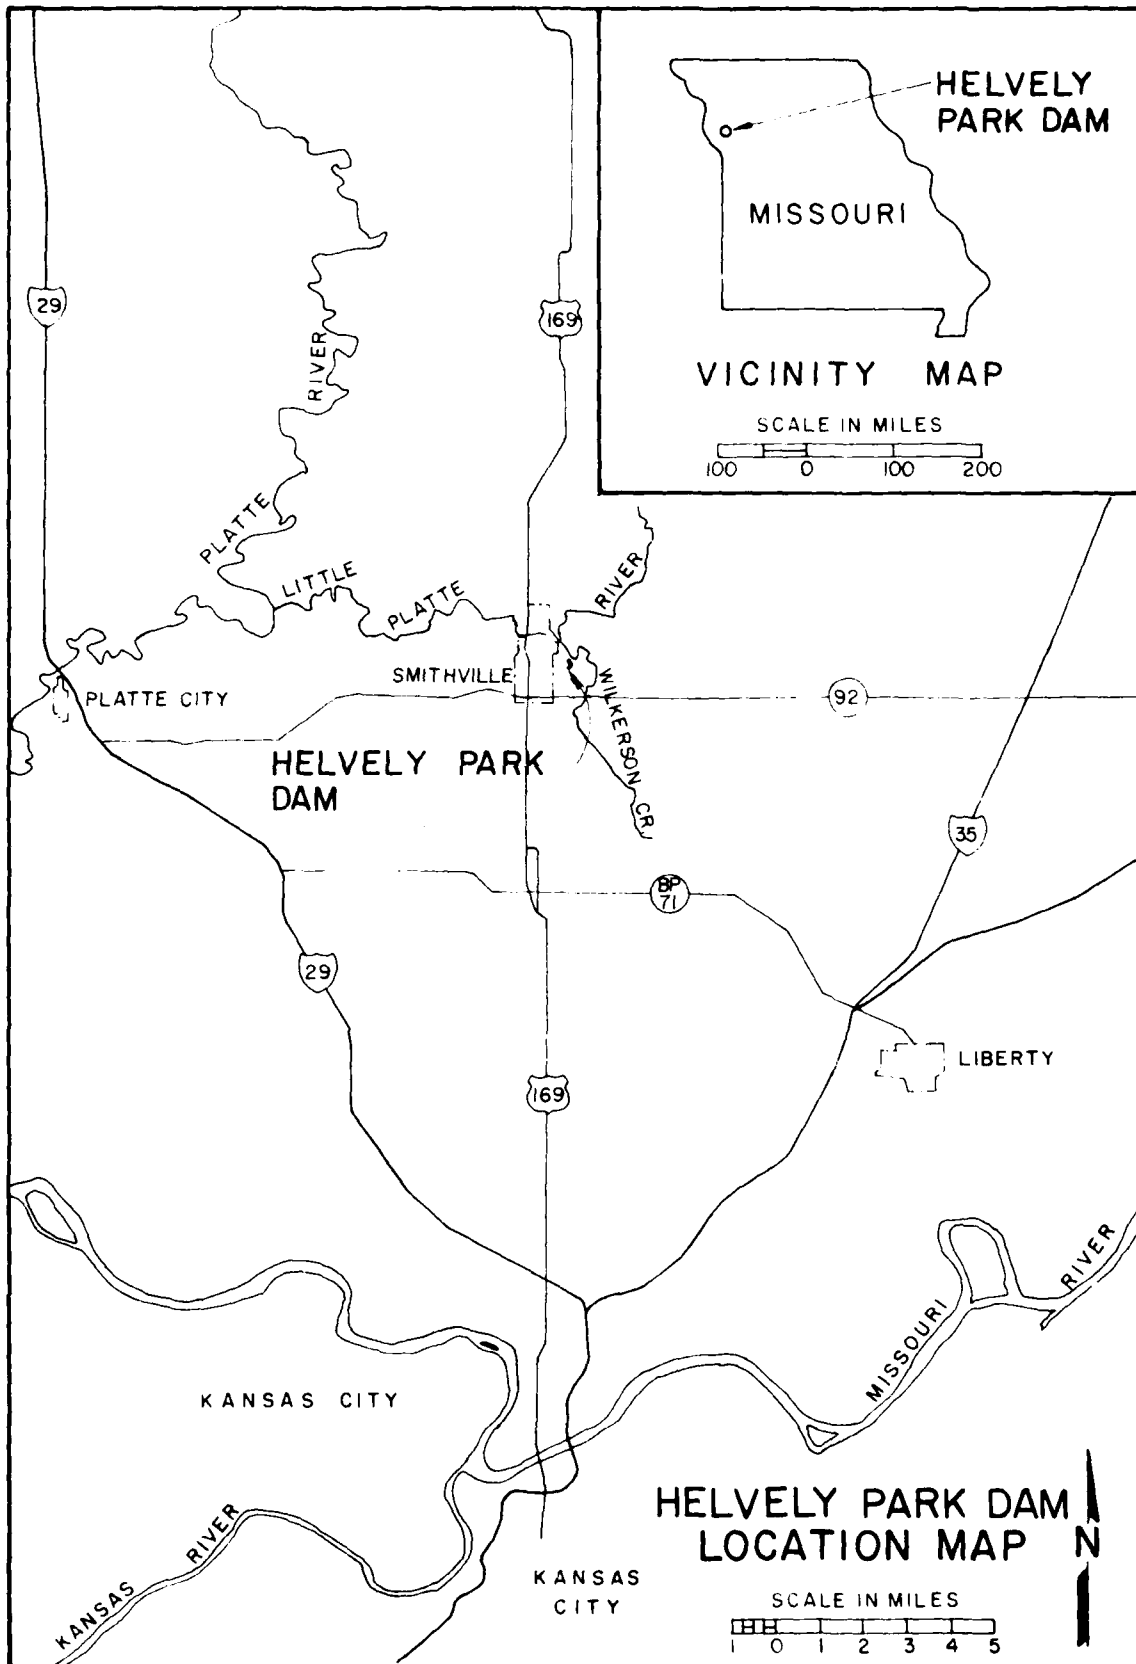 HELVELY
PARK DAM
MISSOURI
VICINITY MAP
SCALE IN MILES
100 0 100 200
29
169
RIVER
PLATTE
LITTLE
PLATTE
RIVER
SMITHVILLE
PLATTE CITY
WILKERSON CR.
92
HELVELY PARK
DAM
35
BP
71
29
LIBERTY
169
MISSOURI
RIVER
KANSAS CITY
KANSAS
RIVER
KANSAS
CITY
HELVELY PARK DAM
LOCATION MAP
N
SCALE IN MILES
1 0 1 2 3 4 5